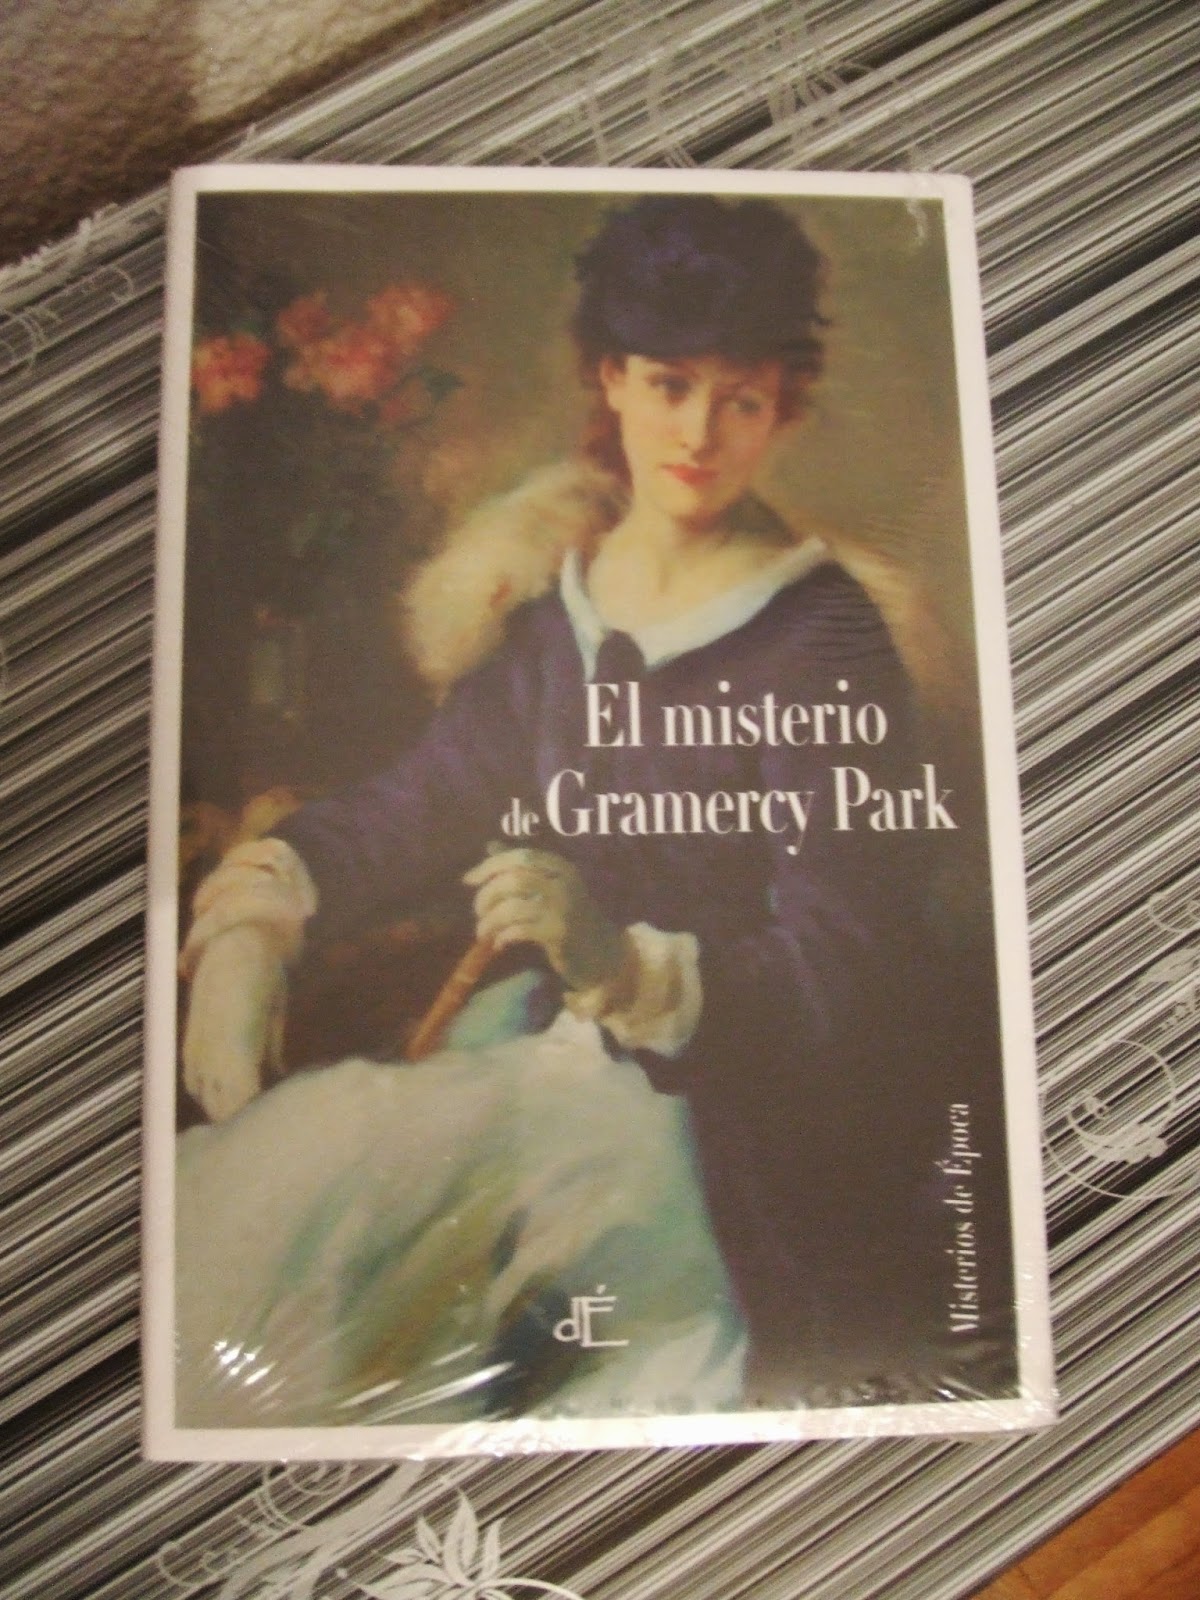 El misterio
de Gramercy Park
Misterios de Época
dÉ